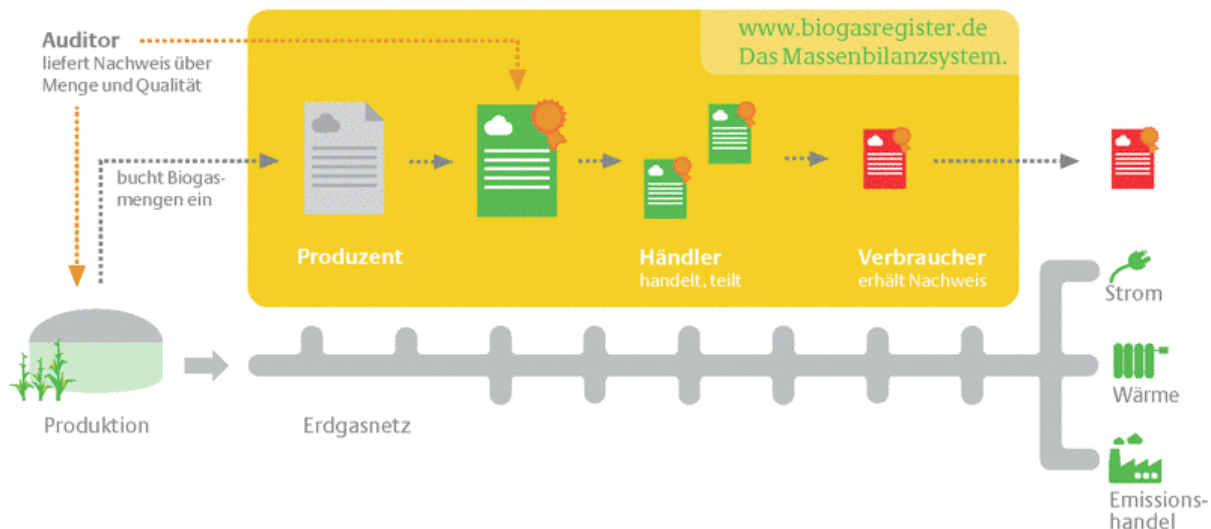 www.biogasregister.de
Das Massenbilanzsystem.
Auditor
liefert Nachweis über
Menge und Qualität
bucht Biogas-
mengen ein
Produzent
Händler
handelt, teilt
Verbraucher
erhält Nachweis
Strom
Wärme
Produktion
Erdgasnetz
Emissions-
handel